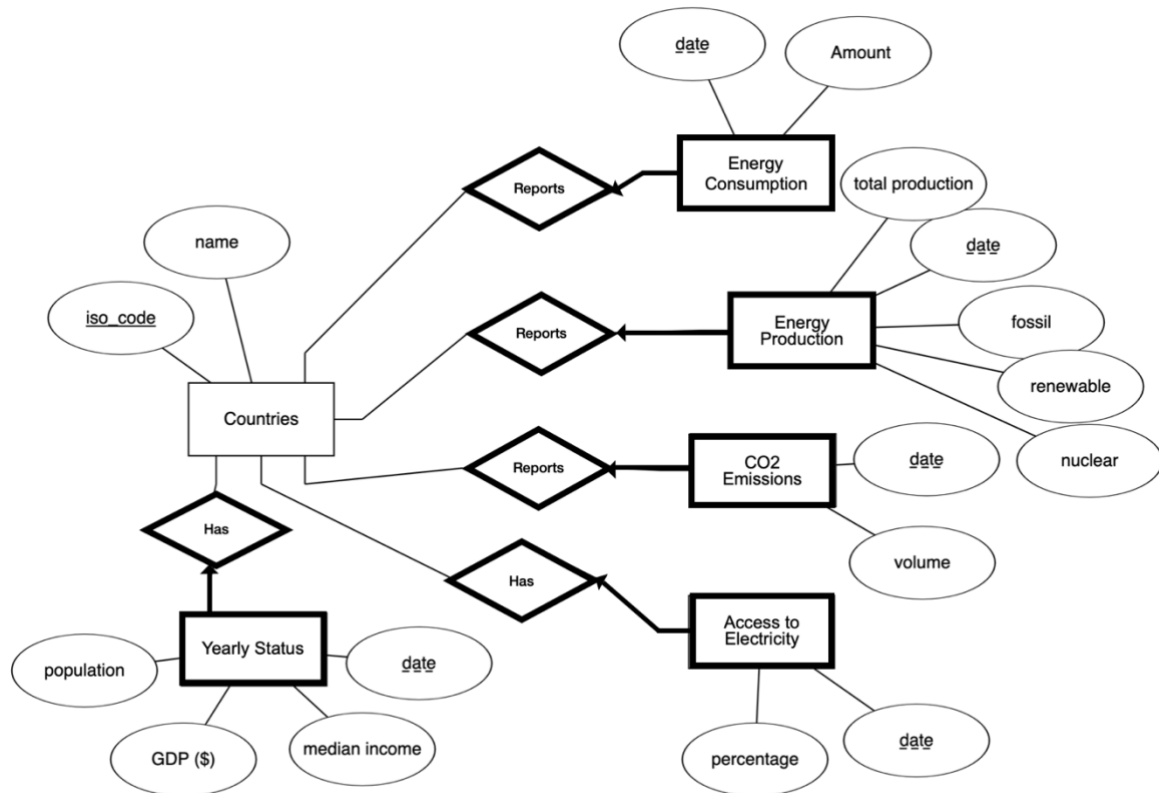 date
Amount
Energy
Consumption
Reports
total production
name
date
iso_code
Reports
Energy
Production
fossil
renewable
Countries
Reports
CO2
Emissions
date
nuclear
Has
volume
Has
Access to
Electricity
Yearly Status
population
date
GDP ($)
median income
percentage
date